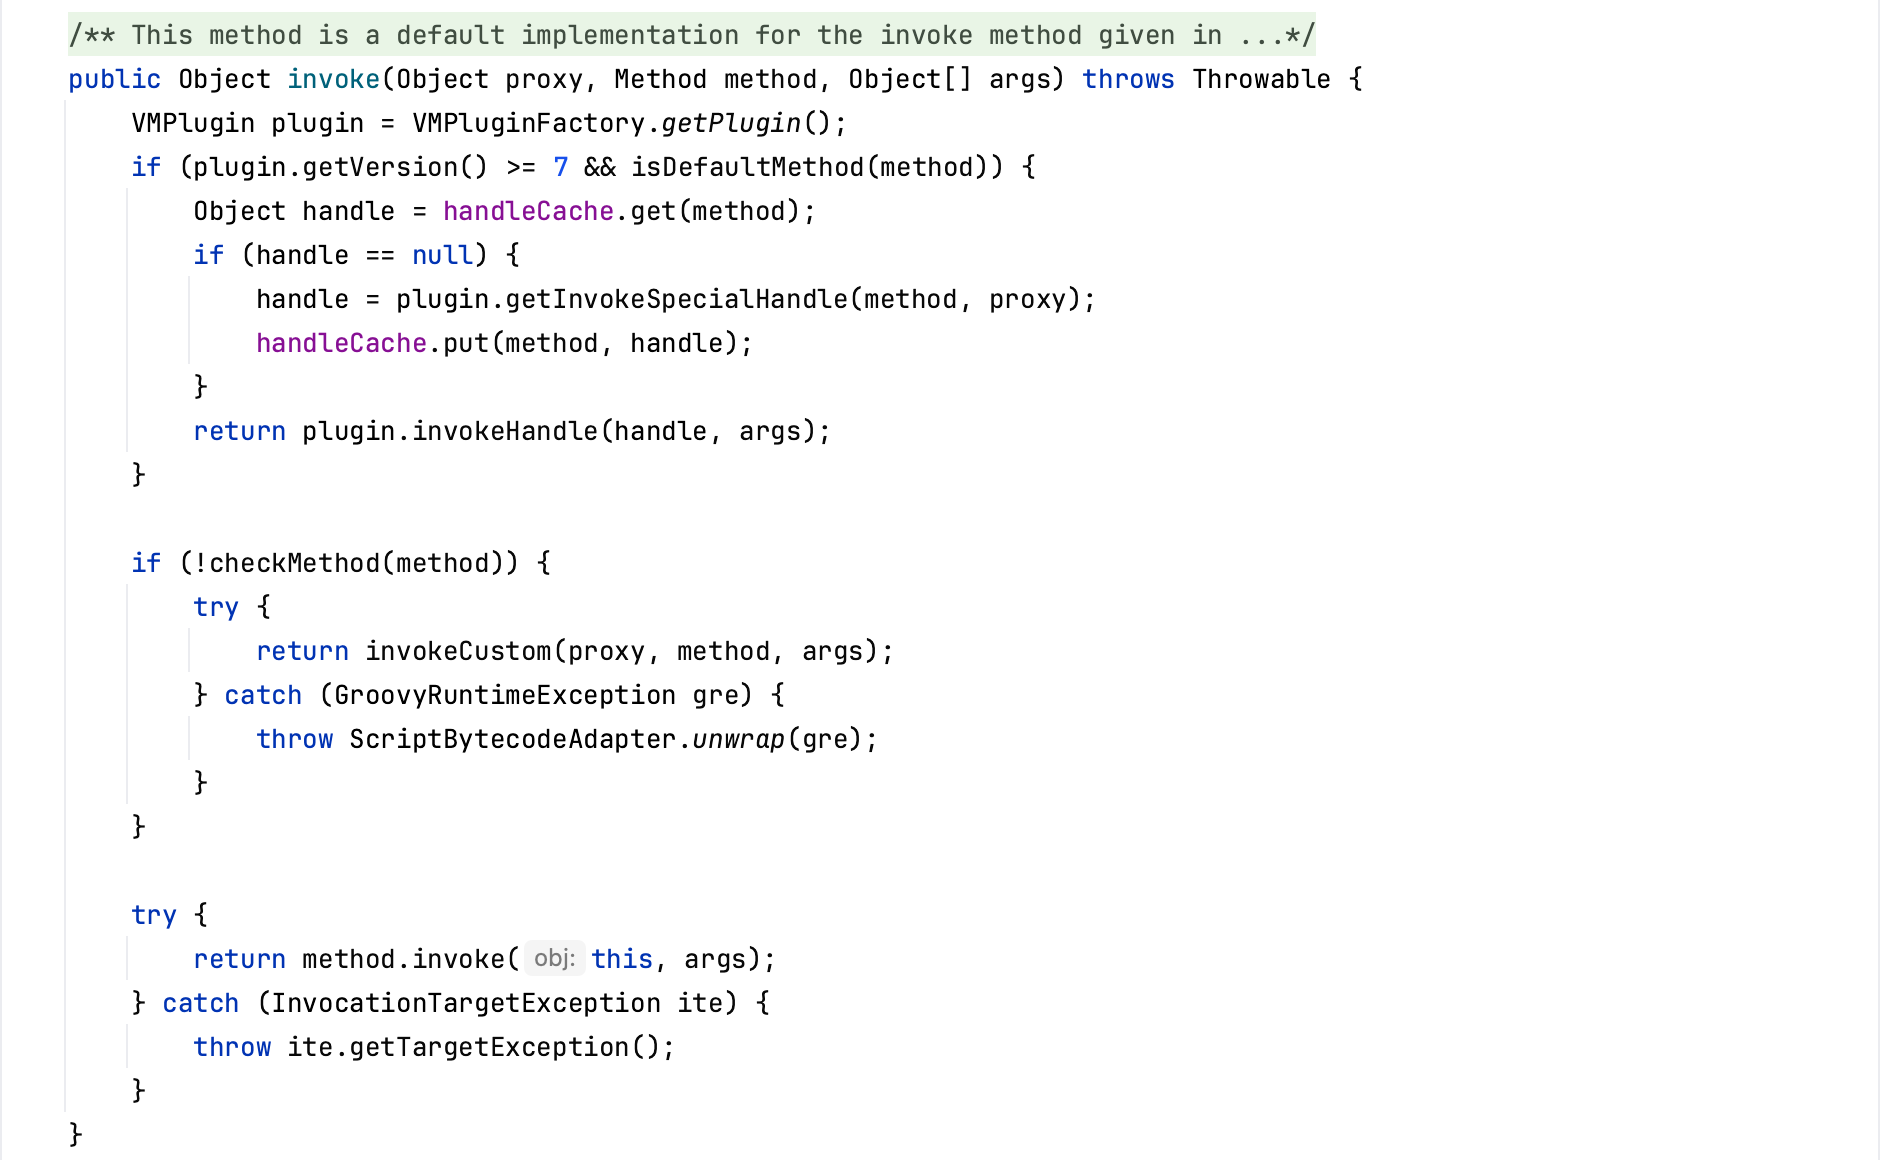 /** This method is a default implementation for the invoke method given in ...*/
public Object invoke(Object proxy, Method method, Object[] args) throws Throwable {
    VMPlugin plugin = VMPluginFactory.getPlugin();
    if (plugin.getVersion() >= 7 && isDefaultMethod(method)) {
        Object handle = handleCache.get(method);
        if (handle == null) {
            handle = plugin.getInvokeSpecialHandle(method, proxy);
            handleCache.put(method, handle);
        }
        return plugin.invokeHandle(handle, args);
    }

    if (!checkMethod(method)) {
        try {
            return invokeCustom(proxy, method, args);
        } catch (GroovyRuntimeException gre) {
            throw ScriptBytecodeAdapter.unwrap(gre);
        }
    }

    try {
        return method.invoke( obj: this, args);
    } catch (InvocationTargetException ite) {
        throw ite.getTargetException();
    }
}